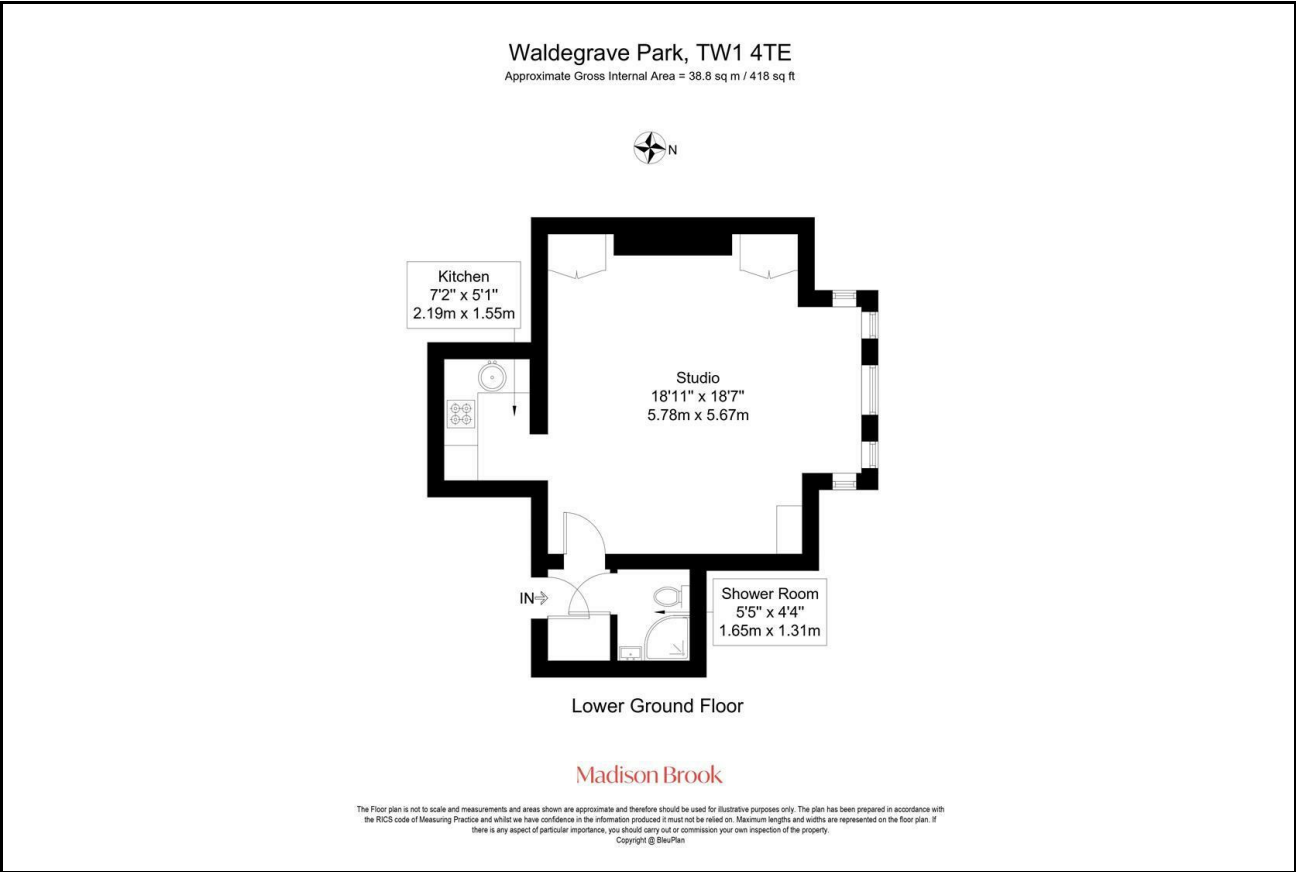 Waldegrave Park, TW1 4TE
Approximate Gross Internal Area = 38.8 sq m / 418 sq ft
N
Kitchen
7'2" x 5'1"
2.19m x 1.55m
Studio
18'11" x 18'7"
5.78m x 5.67m
IN
Shower Room
5'5" x 4'4"
1.65m x 1.31m
Lower Ground Floor
Madison Brook
The Floor plan is not to scale and measurements and areas shown are approximate and therefore should be used for illustrative purposes only. The plan has been prepared in accordance with
the RICS code of Measuring Practice and whilst we have confidence in the information produced it must not be relied on. Maximum lengths and widths are represented on the floor plan. If
there is any aspect of particular importance, you should carry out or commission your own inspection of the property.
Copyright @ BleuPlan